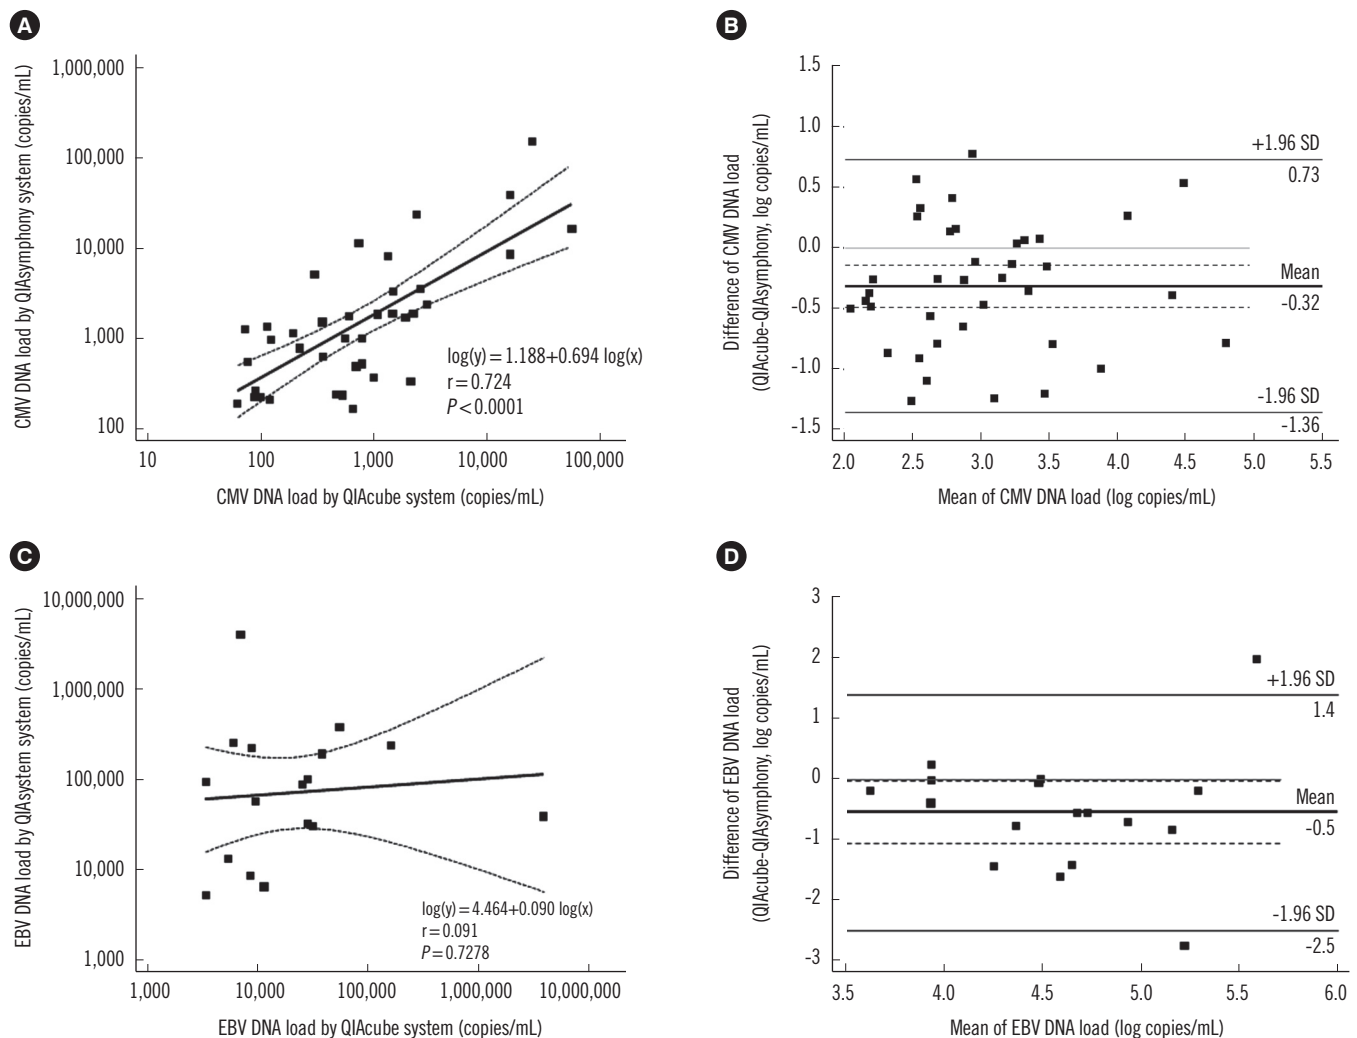 A
CMV DNA load by QIAsymphony system (copies/mL)
1,000,000
100,000
10,000
1,000
100
log(y)=1.188+0.694 log(x)
r=0.724
P<0.0001
10 100 1,000 10,000 100,000
CMV DNA load by QIAcube system (copies/mL)
B
Difference of CMV DNA load
(QIAcube-QIAsymphony, log copies/mL)
1.5
1.0
0.5
0.0
-0.5
-1.0
-1.5
+1.96 SD
0.73
Mean
-0.32
-1.96 SD
-1.36
2.0 2.5 3.0 3.5 4.0 4.5 5.0 5.5
Mean of CMV DNA load (log copies/mL)
C
EBV DNA load by QIAsystem system (copies/mL)
10,000,000
1,000,000
100,000
10,000
1,000
log(y)=4.464+0.090 log(x)
r=0.091
P=0.7278
1,000 10,000 100,000 1,000,000 10,000,000
EBV DNA load by QIAcube system (copies/mL)
D
Difference of EBV DNA load
(QIAcube-QIAsymphony, log copies/mL)
3
2
1
0
-1
-2
-3
+1.96 SD
1.4
Mean
-0.5
-1.96 SD
-2.5
3.5 4.0 4.5 5.0 5.5 6.0
Mean of EBV DNA load (log copies/mL)